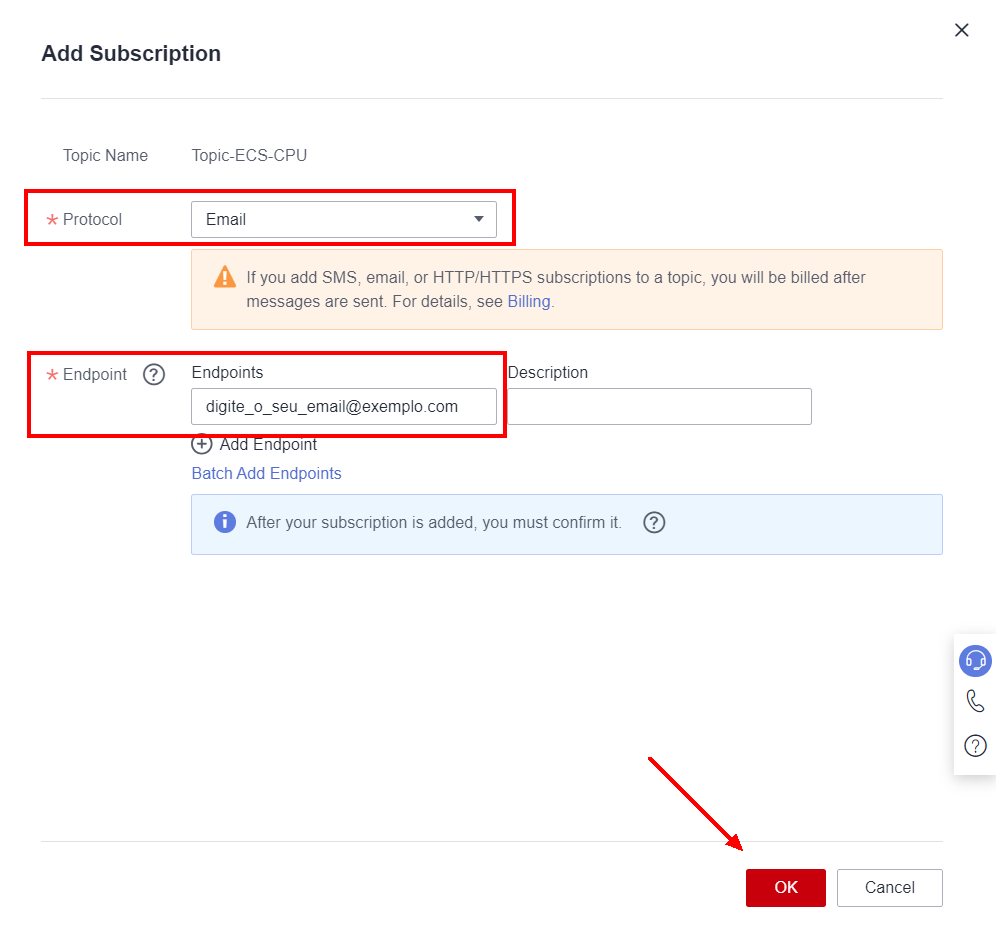 Add Subscription
Topic Name Topic-ECS-CPU
* Protocol Email
If you add SMS, email, or HTTP/HTTPS subscriptions to a topic, you will be billed after
messages are sent. For details, see Billing.
* Endpoint ? Endpoints Description
digite_o_seu_email@exemplo.com
Add Endpoint
Batch Add Endpoints
After your subscription is added, you must confirm it. ?
?
OK Cancel